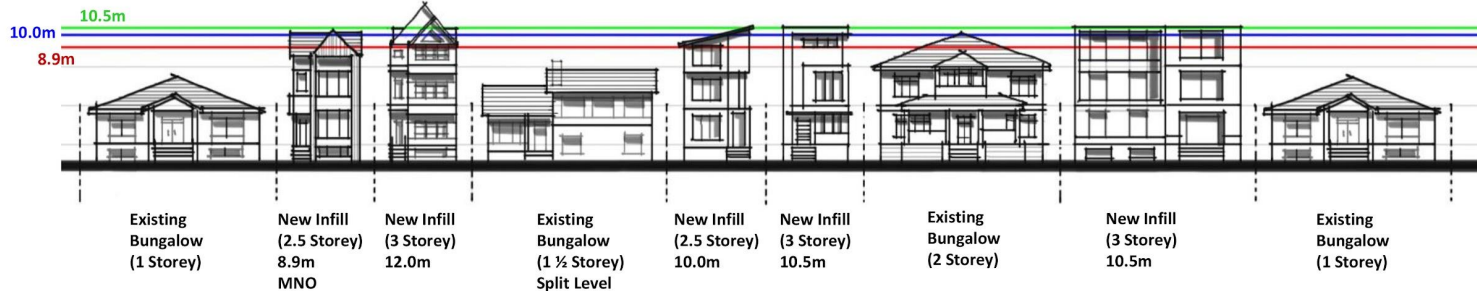 10.5m
10.0m
8.9m
Existing
Bungalow
(1 Storey)
New Infill
(2.5 Storey)
8.9m
MNO
New Infill
(3 Storey)
12.0m
Existing
Bungalow
(1 ½ Storey)
Split Level
New Infill
(2.5 Storey)
10.0m
New Infill
(3 Storey)
10.5m
Existing
Bungalow
(2 Storey)
New Infill
(3 Storey)
10.5m
Existing
Bungalow
(1 Storey)